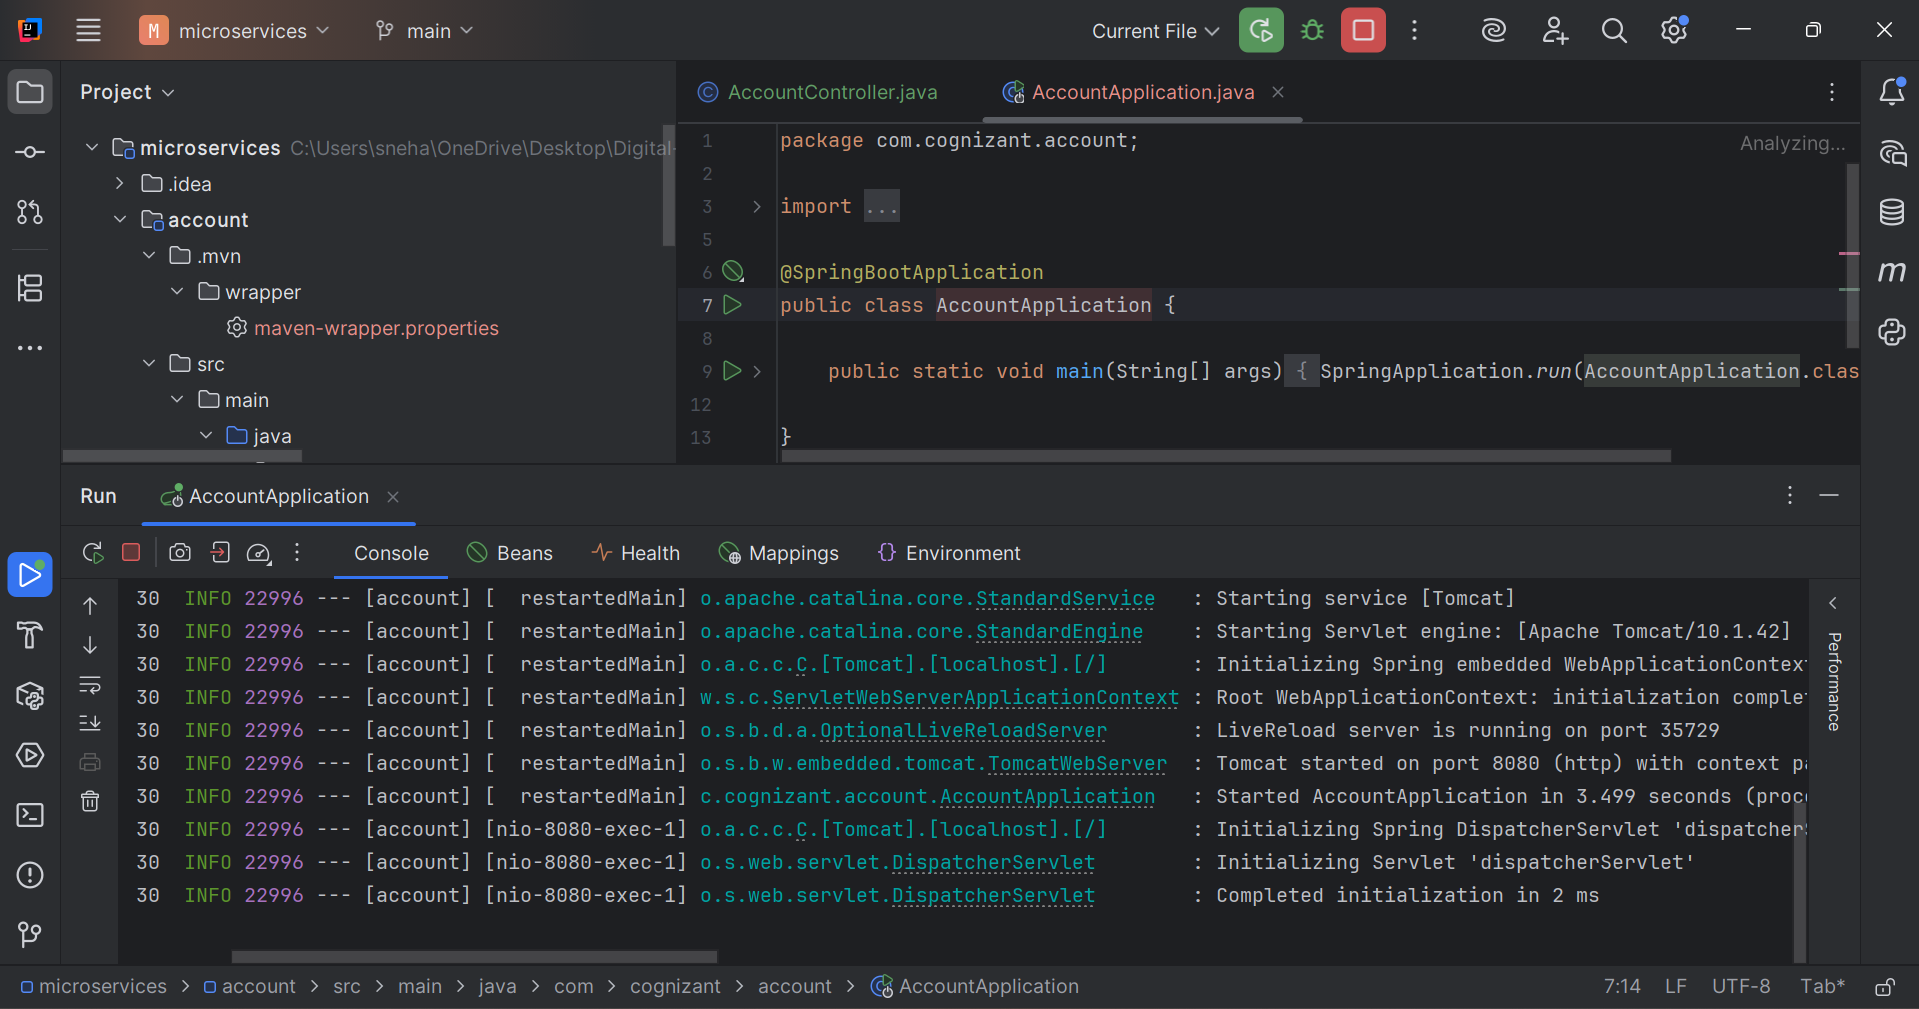 M microservices main Current File
Project
microservices C:\Users\sneha\OneDrive\Desktop\Digital-
.idea
account
.mvn
wrapper
maven-wrapper.properties
src
main
java
AccountController.java AccountApplication.java
Analyzing...
1 package com.cognizant.account;
2
3 import ...
5
6 @SpringBootApplication
7 public class AccountApplication {
8
9 public static void main(String[] args) { SpringApplication.run(AccountApplication.clas
12
13 }
Run AccountApplication
Console Beans Health Mappings Environment
30 INFO 22996 --- [account] [  restartedMain] o.apache.catalina.core.StandardService : Starting service [Tomcat]
30 INFO 22996 --- [account] [  restartedMain] o.apache.catalina.core.StandardEngine : Starting Servlet engine: [Apache Tomcat/10.1.42]
30 INFO 22996 --- [account] [  restartedMain] o.a.c.c.C.[Tomcat].[localhost].[/] : Initializing Spring embedded WebApplicationContext
30 INFO 22996 --- [account] [  restartedMain] w.s.c.ServletWebServerApplicationContext : Root WebApplicationContext: initialization complet
30 INFO 22996 --- [account] [  restartedMain] o.s.b.d.a.OptionalLiveReloadServer : LiveReload server is running on port 35729
30 INFO 22996 --- [account] [  restartedMain] o.s.b.w.embedded.tomcat.TomcatWebServer : Tomcat started on port 8080 (http) with context pa
30 INFO 22996 --- [account] [  restartedMain] c.cognizant.account.AccountApplication : Started AccountApplication in 3.499 seconds (proc
30 INFO 22996 --- [account] [nio-8080-exec-1] o.a.c.c.C.[Tomcat].[localhost].[/] : Initializing Spring DispatcherServlet 'dispatcherS
30 INFO 22996 --- [account] [nio-8080-exec-1] o.s.web.servlet.DispatcherServlet : Initializing Servlet 'dispatcherServlet'
30 INFO 22996 --- [account] [nio-8080-exec-1] o.s.web.servlet.DispatcherServlet : Completed initialization in 2 ms
Performance
microservices > account > src > main > java > com > cognizant > account > AccountApplication 7:14 LF UTF-8 Tab*